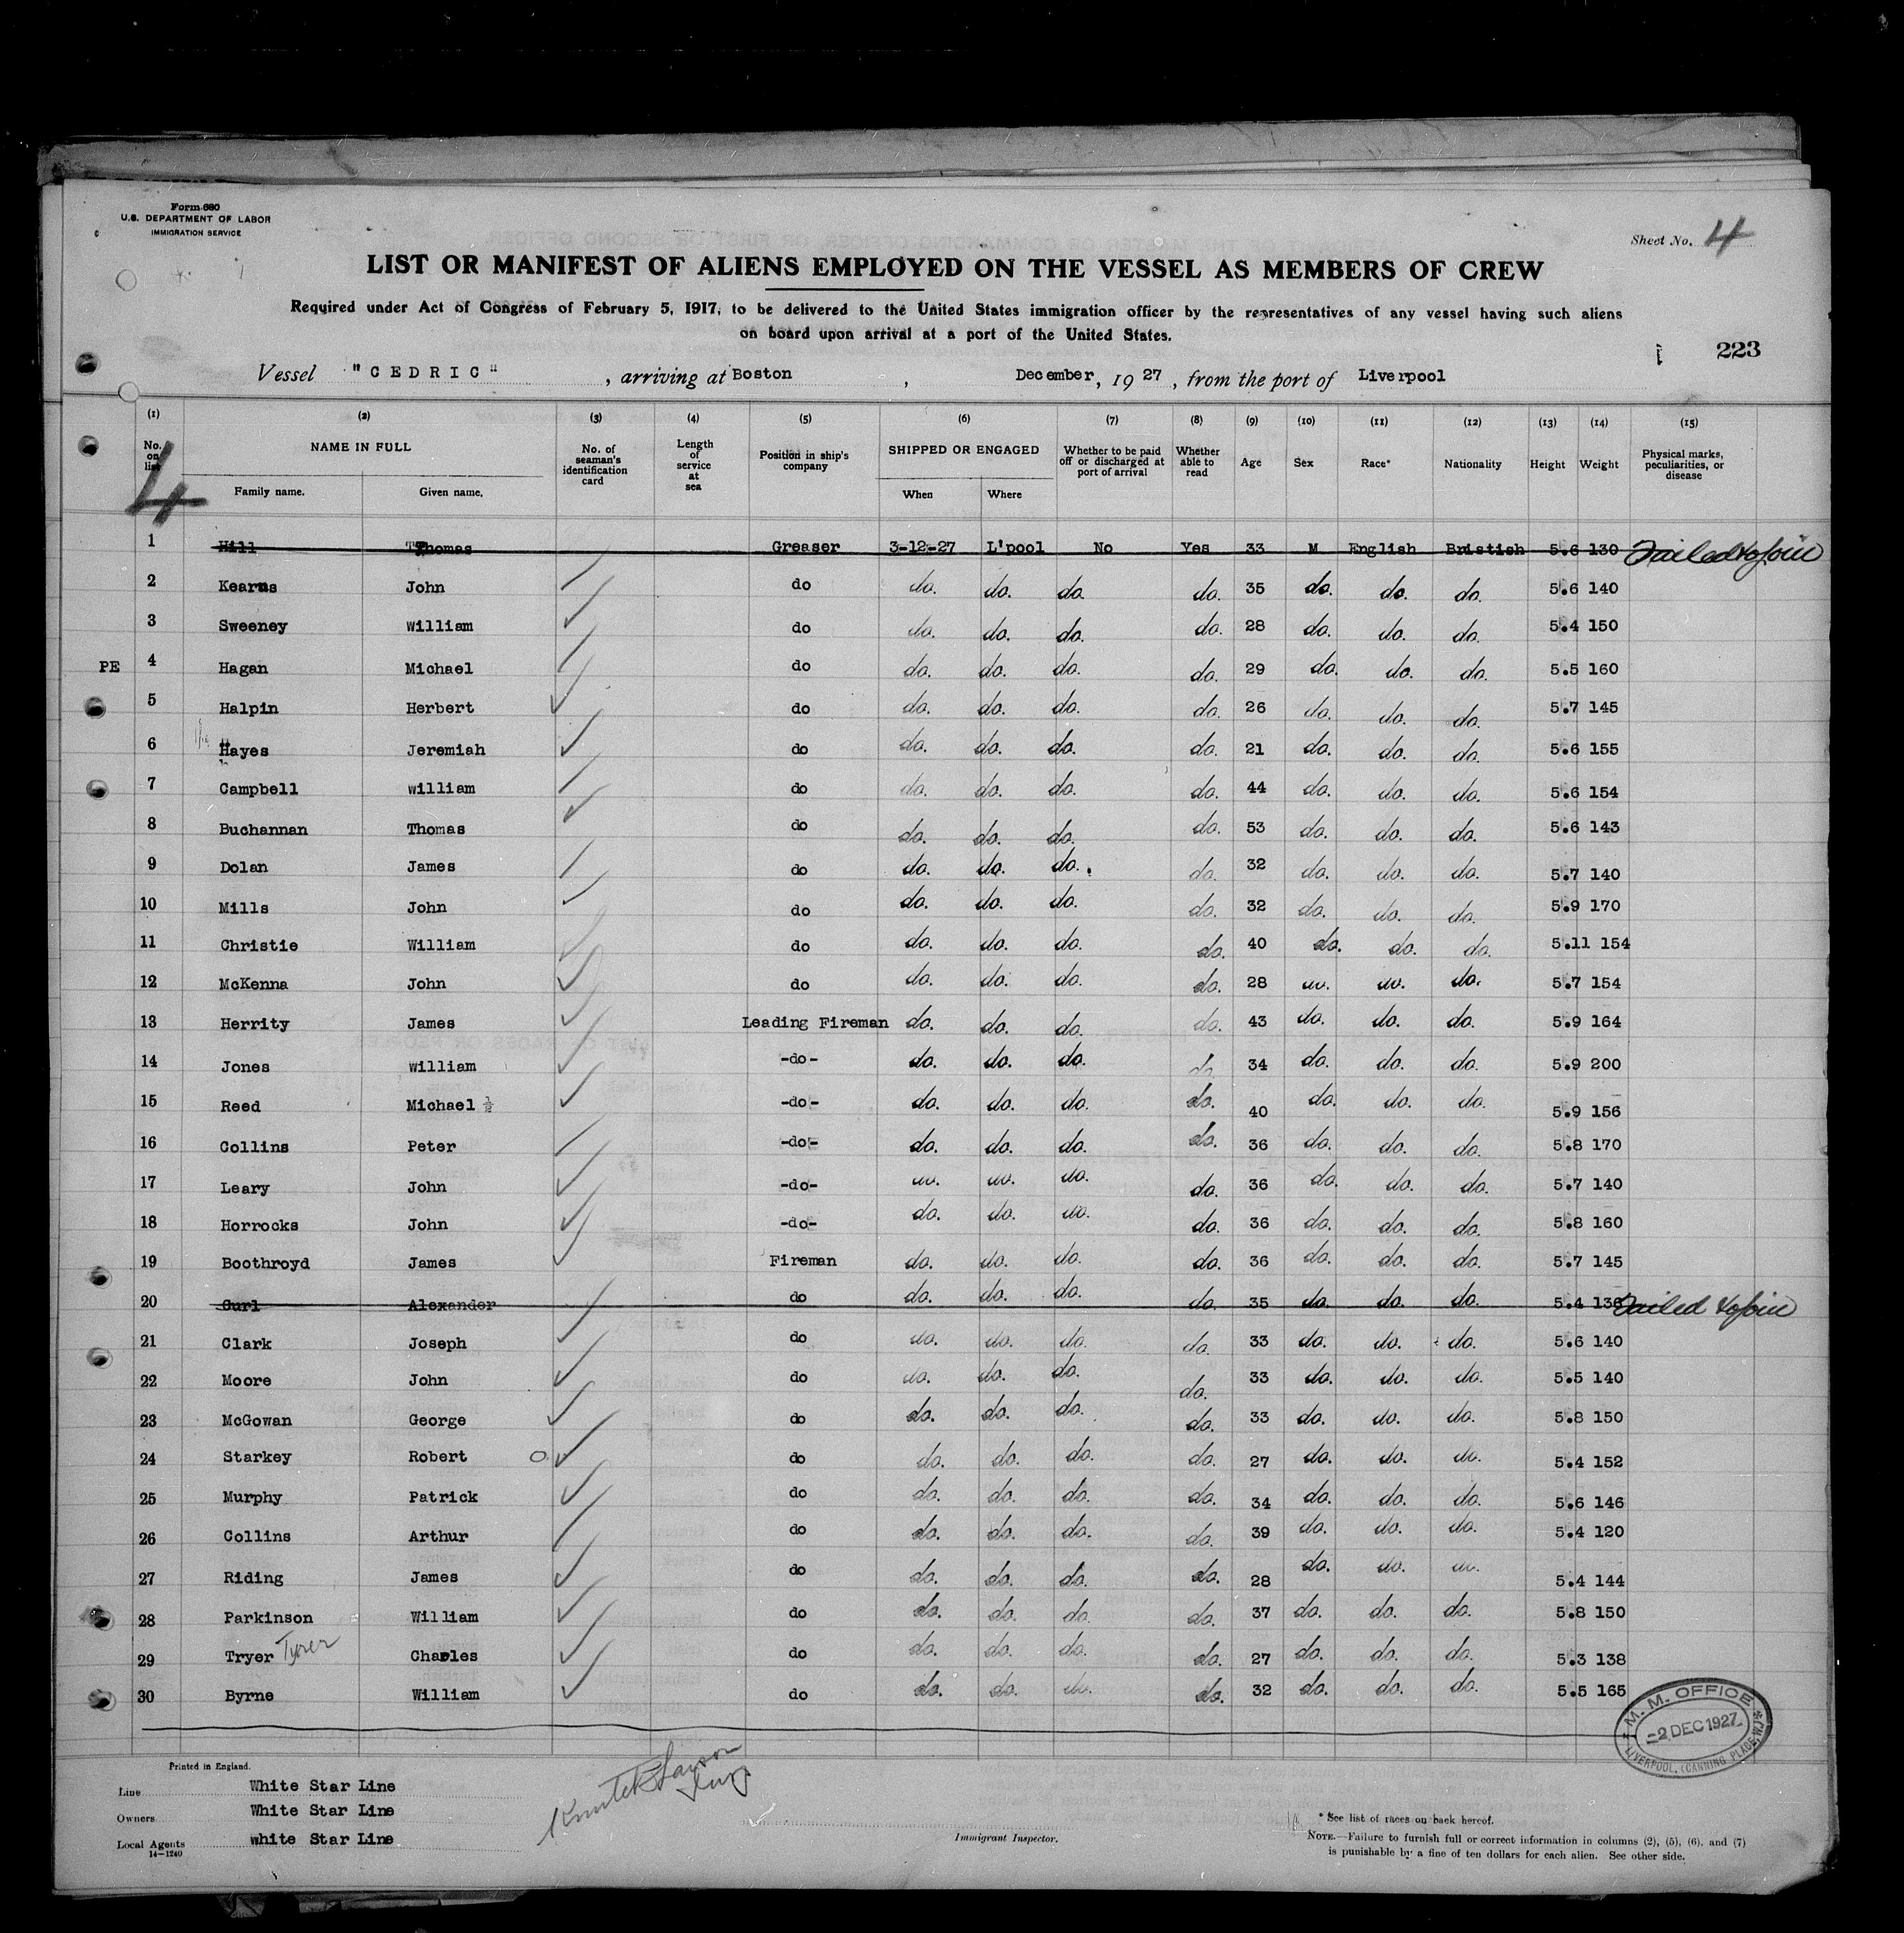 Form 680
U.S. DEPARTMENT OF LABOR
IMMIGRATION SERVICE
Sheet No. 4
LIST OR MANIFEST OF ALIENS EMPLOYED ON THE VESSEL AS MEMBERS OF CREW
Required under Act of Congress of February 5, 1917, to be delivered to the United States immigration officer by the representatives of any vessel having such aliens
on board upon arrival at a port of the United States.
223
Vessel "CEDRIC", arriving at Boston, December, 1927, from the port of Liverpool
(1) (2) (3) (4) (5) (6) (7) (8) (9) (10) (11) (12) (13) (14) (15)
No. on list NAME IN FULL No. of seaman's identification card Length of service at sea Position in ship's company SHIPPED OR ENGAGED Whether to be paid off or discharged at port of arrival Whether able to read Age Sex Race* Nationality Height Weight Physical marks, peculiarities, or disease
Family name. Given name. When Where
4
1 Hill Thomas Greaser 3-12-27 L'pool No Yes 33 M English Bristish 5.6 130 Failed to join
2 Kearns John do do. do. do. do. 35 do. do. do. 5.6 140
3 Sweeney William do do. do. do. do. 28 do. do. do. 5.4 150
PE 4 Hagan Michael do do. do. do. do. 29 do. do. do. 5.5 160
5 Halpin Herbert do do. do. do. do. 26 do. do. do. 5.7 145
6 Hayes Jeremiah do do. do. do. do. 21 do. do. do. 5.6 155
7 Campbell William do do. do. do. do. 44 do. do. do. 5.6 154
8 Buchannan Thomas do do. do. do. do. 53 do. do. do. 5.6 143
9 Dolan James do do. do. do. do. 32 do. do. do. 5.7 140
10 Mills John do do. do. do. do. 32 do. do. do. 5.9 170
11 Christie William do do. do. do. do. 40 do. do. do. 5.11 154
12 McKenna John do do. do. do. do. 28 do. do. do. 5.7 154
13 Herrity James Leading Fireman do. do. do. do. 43 do. do. do. 5.9 164
14 Jones William -do- do. do. do. do. 34 do. do. do. 5.9 200
15 Reed Michael -do- do. do. do. do. 40 do. do. do. 5.9 156
16 Collins Peter -do- do. do. do. do. 36 do. do. do. 5.8 170
17 Leary John -do- do. do. do. do. 36 do. do. do. 5.7 140
18 Horrocks John -do- do. do. do. do. 36 do. do. do. 5.8 160
19 Boothroyd James Fireman do. do. do. do. 36 do. do. do. 5.7 145
20 Curl Alexander do do. do. do. do. 35 do. do. do. 5.4 138 Failed to join
21 Clark Joseph do do. do. do. do. 33 do. do. do. 5.6 140
22 Moore John do do. do. do. do. 33 do. do. do. 5.5 140
23 McGowan George do do. do. do. do. 33 do. do. do. 5.8 150
24 Starkey Robert do do. do. do. do. 27 do. do. do. 5.4 152
25 Murphy Patrick do do. do. do. do. 34 do. do. do. 5.6 146
26 Collins Arthur do do. do. do. do. 39 do. do. do. 5.4 120
27 Riding James do do. do. do. do. 28 do. do. do. 5.4 144
28 Parkinson William do do. do. do. do. 37 do. do. do. 5.8 150
29 Tryer Tyrer Charles do do. do. do. do. 27 do. do. do. 5.3 138
30 Byrne William do do. do. do. do. 32 do. do. do. 5.5 165
M. M. OFFICE
2 DEC 1927
LIVERPOOL, (CANNING PLACE)
Printed in England.
Line White Star Line
Owners White Star Line
Local Agents White Star Line
14-1240
Immigrant Inspector.
* See list of races on back hereof.
NOTE.—Failure to furnish full or correct information in columns (2), (5), (6), and (7)
is punishable by a fine of ten dollars for each alien. See other side.